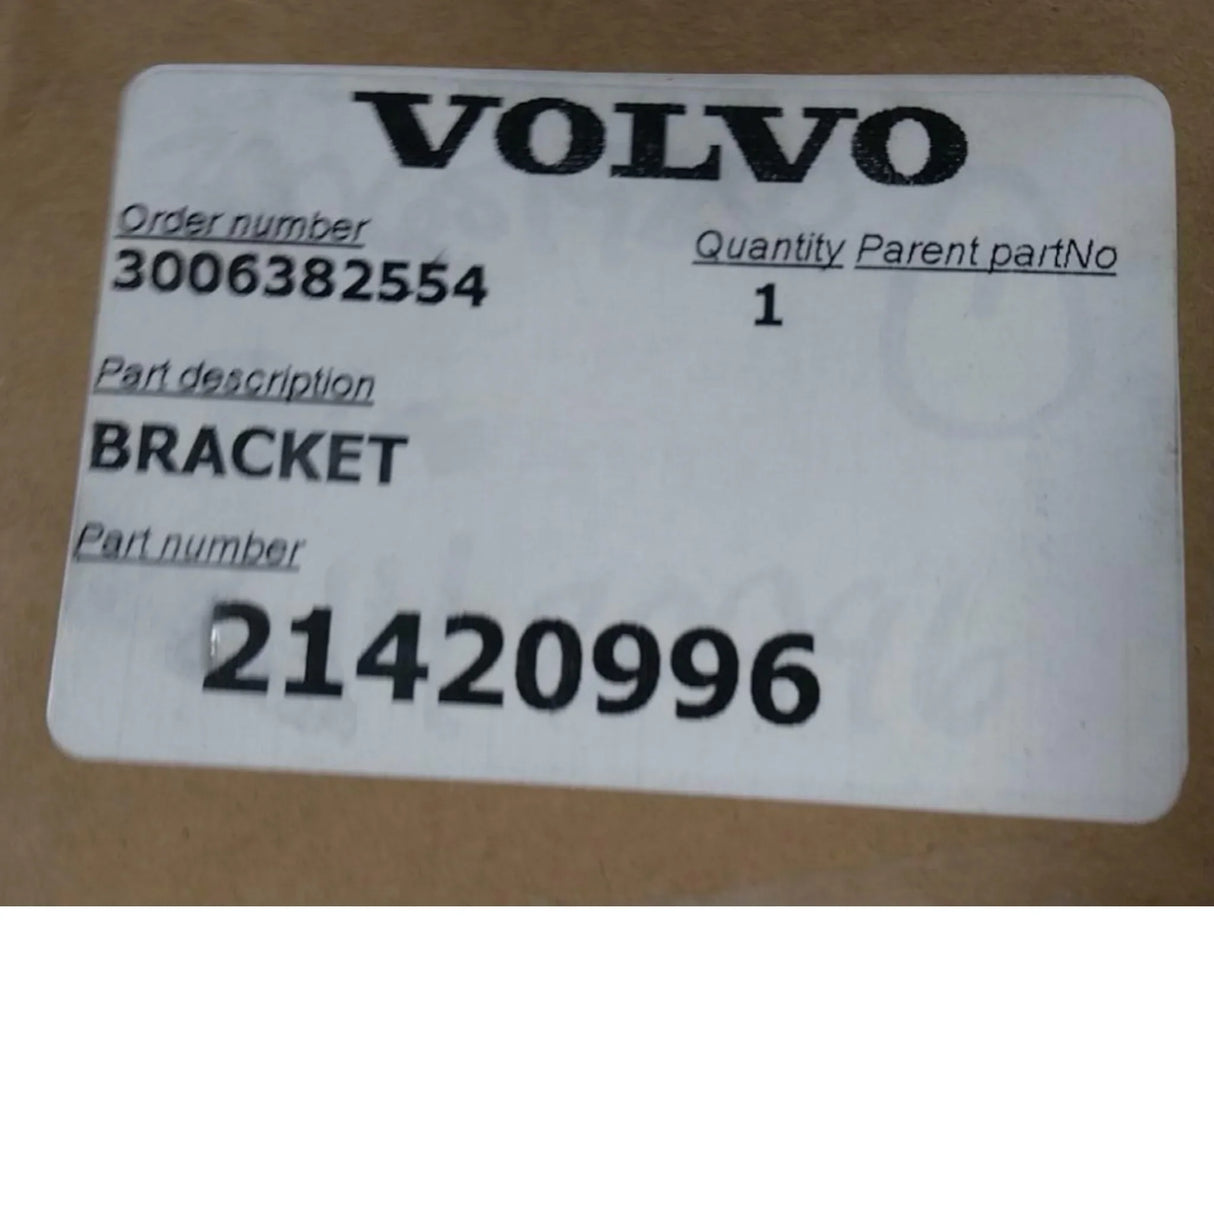 VOLVO
Order number
Quantity Parent partNo
3006382554
1
Part description
BRACKET
Part number
21420996